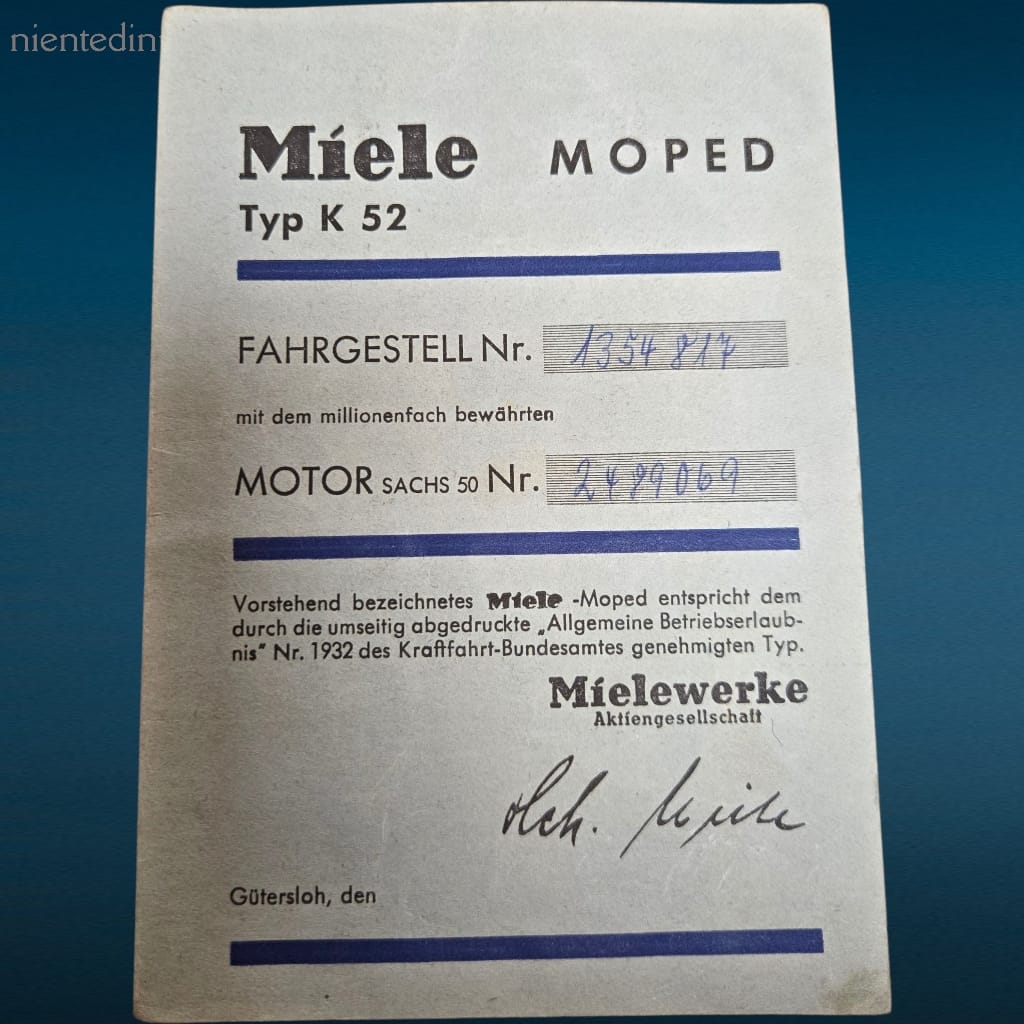 nientedin
Miele MOPED
Typ K 52
FAHRGESTELL Nr. 1354817
mit dem millionenfach bewährten
MOTOR SACHS 50 Nr. 2489069
Vorstehend bezeichnetes Miele -Moped entspricht dem
durch die umseitig abgedruckte „Allgemeine Betriebserlaub-
nis" Nr. 1932 des Kraftfahrt-Bundesamtes genehmigten Typ.
Mielewerke
Aktiengesellschaft
Gütersloh, den